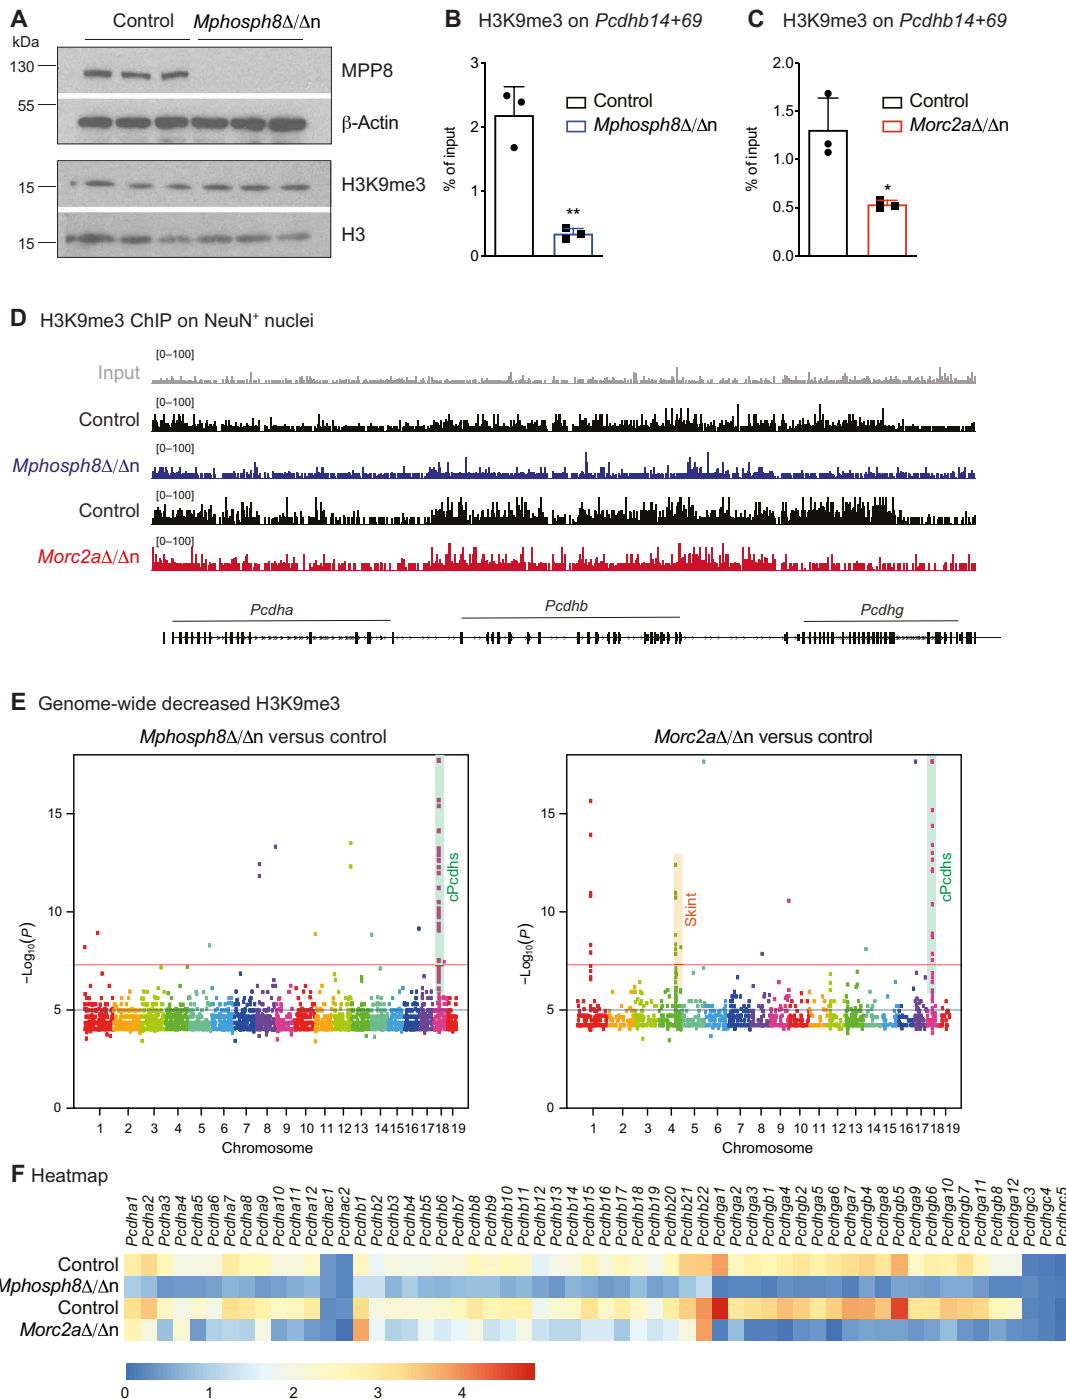 A
Control
Mphosph8Δ/Δn
kDa
130
MPP8
55
β-Actin
15
H3K9me3
15
H3
B
H3K9me3 on Pcdhb14+69
3
2
1
0
% of input
Control
Mphosph8Δ/Δn
**
C
H3K9me3 on Pcdhb14+69
2.0
1.5
1.0
0.5
0.0
% of input
Control
Morc2aΔ/Δn
*
D H3K9me3 ChIP on NeuN+ nuclei
Input [0–100]
Control [0–100]
Mphosph8Δ/Δn [0–100]
Control [0–100]
Morc2aΔ/Δn [0–100]
Pcdha Pcdhb Pcdhg
E Genome-wide decreased H3K9me3
Mphosph8Δ/Δn versus control
15
10
5
0
−Log10(P)
cPcdhs
1 2 3 4 5 6 7 8 9 10 11 12 13 14 15 16 17 18 19
Chromosome
Morc2aΔ/Δn versus control
15
10
5
0
−Log10(P)
Skint
cPcdhs
1 2 3 4 5 6 7 8 9 10 11 12 13 14 15 16 17 18 19
Chromosome
F Heatmap
Pcdha1 Pcdha2 Pcdha3 Pcdha4 Pcdha5 Pcdha6 Pcdha7 Pcdha8 Pcdha9 Pcdha10 Pcdha11 Pcdha12 Pcdhac1 Pcdhac2 Pcdhb1 Pcdhb2 Pcdhb3 Pcdhb4 Pcdhb5 Pcdhb6 Pcdhb7 Pcdhb8 Pcdhb9 Pcdhb10 Pcdhb11 Pcdhb12 Pcdhb13 Pcdhb14 Pcdhb15 Pcdhb16 Pcdhb17 Pcdhb18 Pcdhb19 Pcdhb20 Pcdhb21 Pcdhb22 Pcdhga1 Pcdhga2 Pcdhga3 Pcdhgb1 Pcdhga4 Pcdhgb2 Pcdhga5 Pcdhga6 Pcdhga7 Pcdhgb4 Pcdhga8 Pcdhgb5 Pcdhga9 Pcdhgb6 Pcdhga10 Pcdhgb7 Pcdhga11 Pcdhgb8 Pcdhga12 Pcdhgc3 Pcdhgc4 Pcdhgc5
Control
Mphosph8Δ/Δn
Control
Morc2aΔ/Δn
0 1 2 3 4